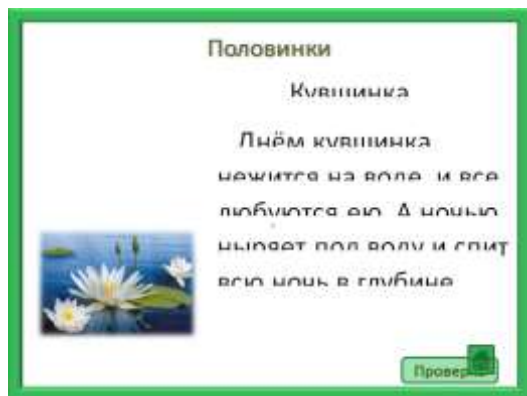 Половинки
Кувшинка
Днём кувшинка
нежится на воде, и все
любуются ею. А ночью
ныряет под воду и спит
всю ночь в глубине